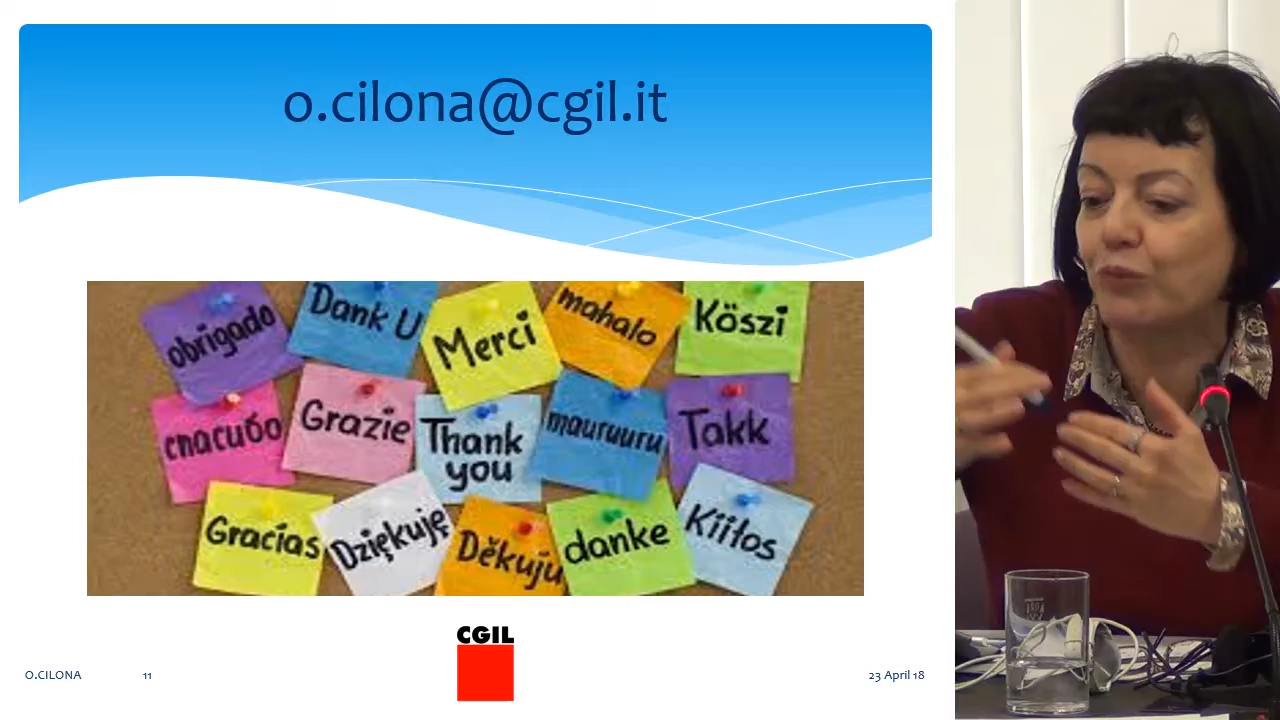 o.cilona@cgil.it
obrigado
Dank U
Merci
mahalo
Köszi
спасибо
Grazie
Thank
you
mauruuru
Takk
Gracias
Dziękuję
Děkuju
danke
Kiitos
CGIL
O.CILONA
11
23 April 18